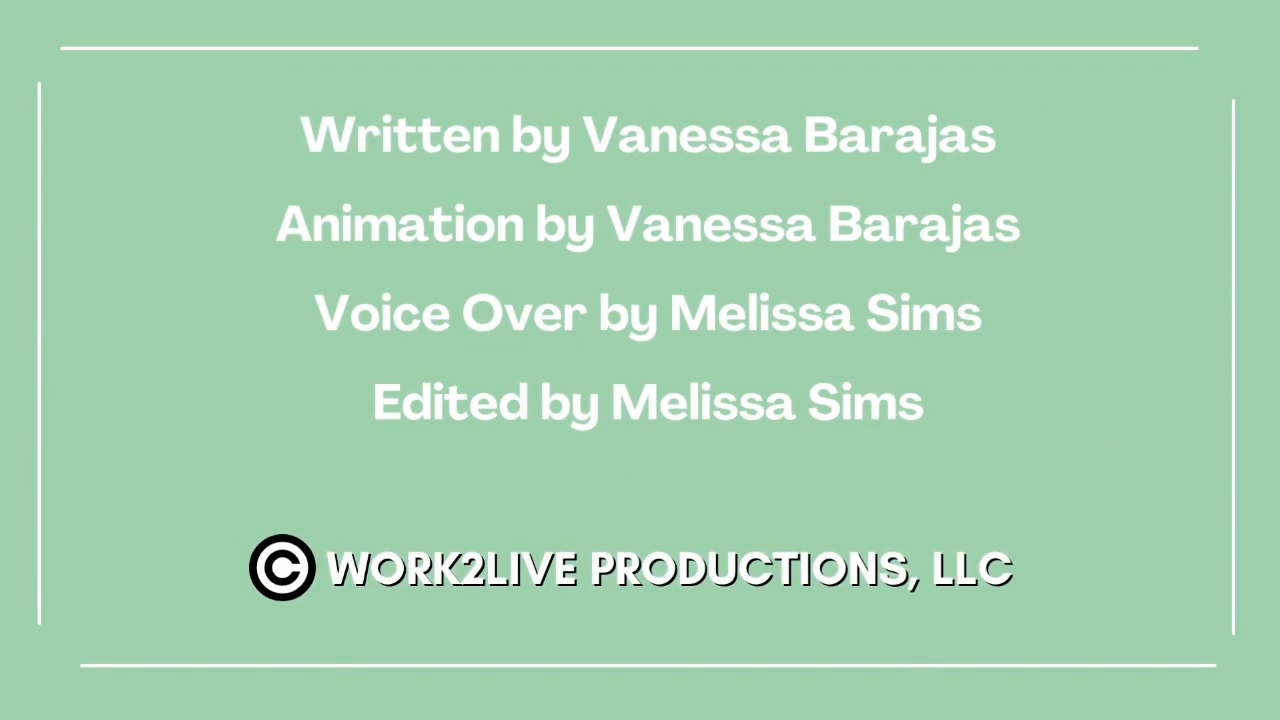 Written by Vanessa Barajas
Animation by Vanessa Barajas
Voice Over by Melissa Sims
Edited by Melissa Sims
© WORK2LIVE PRODUCTIONS, LLC